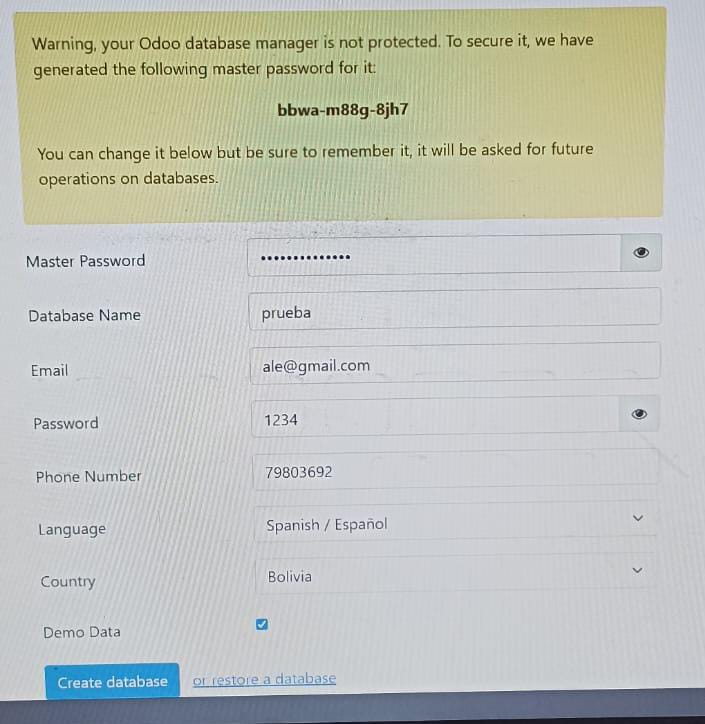 Warning, your Odoo database manager is not protected. To secure it, we have
generated the following master password for it:
bbwa-m88g-8jh7
You can change it below but be sure to remember it, it will be asked for future
operations on databases.
Master Password ••••••••••••••
Database Name prueba
Email ale@gmail.com
Password 1234
Phone Number 79803692
Language Spanish / Español
Country Bolivia
Demo Data
Create database or restore a database